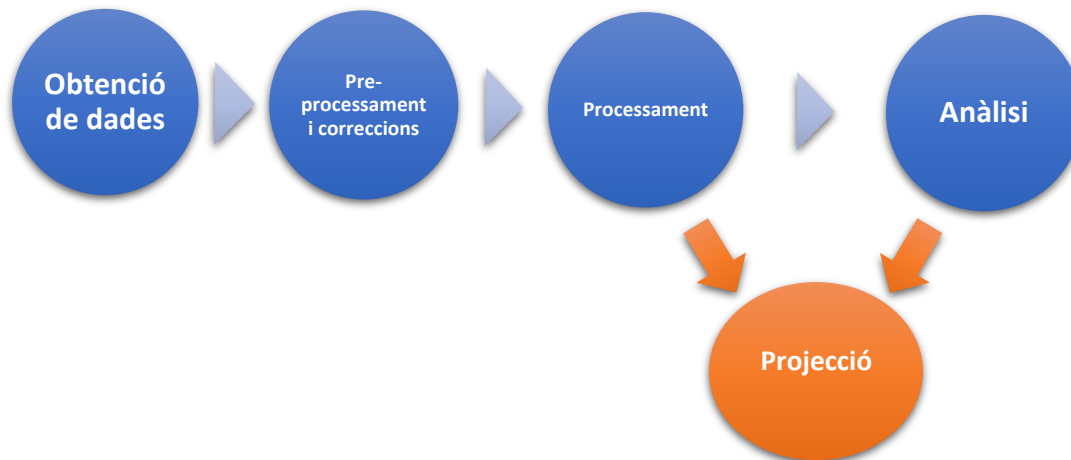 Obtenció
de dades
Pre-
processament
i correccions
Processament
Anàlisi
Projecció